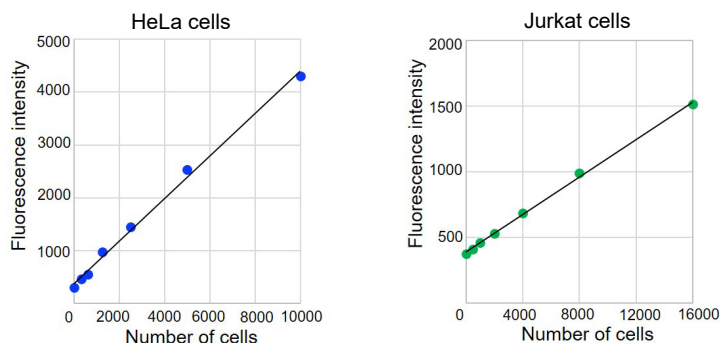 HeLa cells
Fluorescence intensity
5000
4000
3000
2000
1000
0 2000 4000 6000 8000 10000
Number of cells
Jurkat cells
Fluorescence intensity
2000
1500
1000
500
0 4000 8000 12000 16000
Number of cells